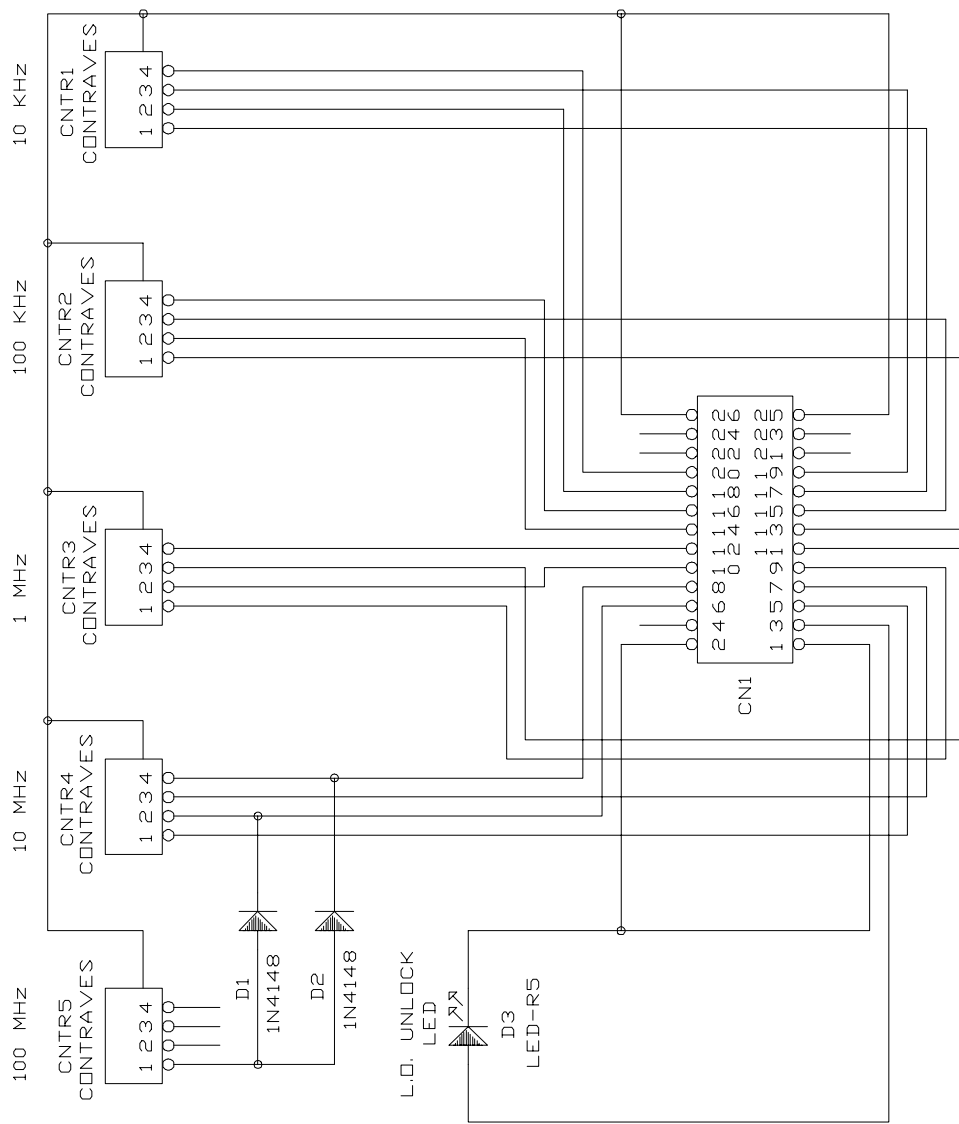 100 MHz
10 MHz
1 MHz
100 KHz
10 KHz
CNTR5
CONTRAVES
CNTR4
CONTRAVES
CNTR3
CONTRAVES
CNTR2
CONTRAVES
CNTR1
CONTRAVES
1 2 3 4
1 2 3 4
1 2 3 4
1 2 3 4
1 2 3 4
D1
1N4148
D2
1N4148
L.O. UNLOCK
LED
D3
LED-R5
2 4 6 8 10 12 14 16 18 20 22 24 26
1 3 5 7 9 11 13 15 17 19 21 23 25
CN1